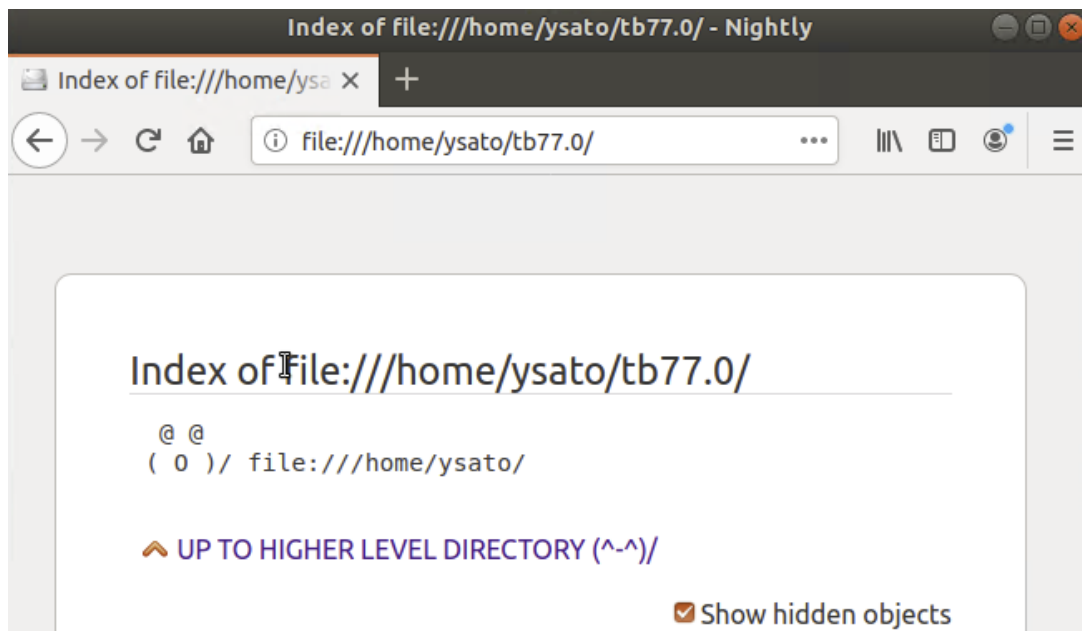 Index of file:///home/ysato/tb77.0/ - Nightly
Index of file:///home/ysa
file:///home/ysato/tb77.0/
Index of file:///home/ysato/tb77.0/
@ @
( O )/ file:///home/ysato/
UP TO HIGHER LEVEL DIRECTORY (^-^)/
Show hidden objects